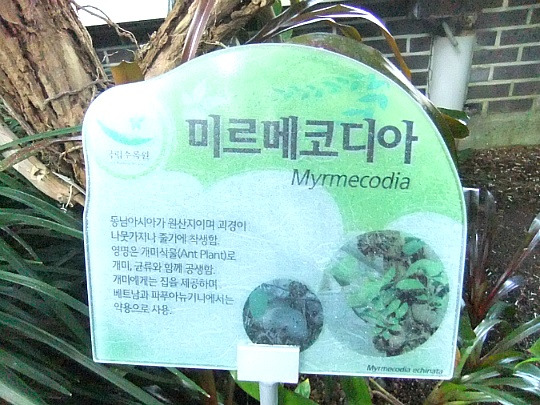 국립수목원
미르메코디아
Myrmecodia
동남아시아가 원산지이며 괴경이
나뭇가지나 줄기에 착생함.
영명은 개미식물(Ant Plant)로
개미, 균류와 함께 공생함.
개미에게는 집을 제공하며
베트남과 파푸아뉴기니에서는
약용으로 사용.
Myrmecodia echinata